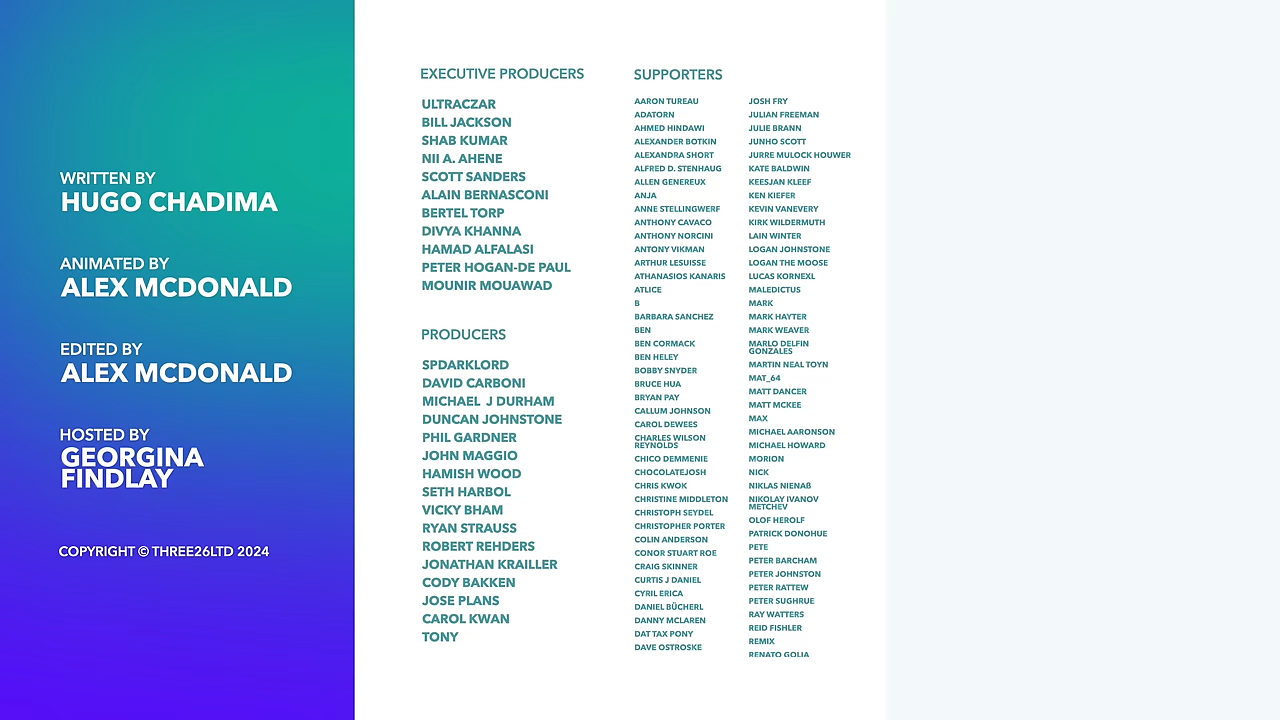 WRITTEN BY
HUGO CHADIMA
ANIMATED BY
ALEX MCDONALD
EDITED BY
ALEX MCDONALD
HOSTED BY
GEORGINA
FINDLAY
COPYRIGHT © THREE26LTD 2024
EXECUTIVE PRODUCERS
ULTRACZAR
BILL JACKSON
SHAB KUMAR
NII A. AHENE
SCOTT SANDERS
ALAIN BERNASCONI
BERTEL TORP
DIVYA KHANNA
HAMAD ALFALASI
PETER HOGAN-DE PAUL
MOUNIR MOUAWAD
PRODUCERS
SPDARKLORD
DAVID CARBONI
MICHAEL J DURHAM
DUNCAN JOHNSTONE
PHIL GARDNER
JOHN MAGGIO
HAMISH WOOD
SETH HARBOL
VICKY BHAM
RYAN STRAUSS
ROBERT REHDERS
JONATHAN KRAILLER
CODY BAKKEN
JOSE PLANS
CAROL KWAN
TONY
SUPPORTERS
AARON TUREAU
ADATORN
AHMED HINDAWI
ALEXANDER BOTKIN
ALEXANDRA SHORT
ALFRED D. STENHAUG
ALLEN GENEREUX
ANJA
ANNE STELLINGWERF
ANTHONY CAVACO
ANTHONY NORCINI
ANTONY VIKMAN
ARTHUR LESUISSE
ATHANASIOS KANARIS
ATLICE
B
BARBARA SANCHEZ
BEN
BEN CORMACK
BEN HELEY
BOBBY SNYDER
BRUCE HUA
BRYAN PAY
CALLUM JOHNSON
CAROL DEWEES
CHARLES WILSON
REYNOLDS
CHICO DEMMENIE
CHOCOLATEJOSH
CHRIS KWOK
CHRISTINE MIDDLETON
CHRISTOPH SEYDEL
CHRISTOPHER PORTER
COLIN ANDERSON
CONOR STUART ROE
CRAIG SKINNER
CURTIS J DANIEL
CYRIL ERICA
DANIEL BÜCHERL
DANNY MCLAREN
DAT TAX PONY
DAVE OSTROSKE
JOSH FRY
JULIAN FREEMAN
JULIE BRANN
JUNHO SCOTT
JURRE MULOCK HOUWER
KATE BALDWIN
KEESJAN KLEEF
KEN KIEFER
KEVIN VANEVERY
KIRK WILDERMUTH
LAIN WINTER
LOGAN JOHNSTONE
LOGAN THE MOOSE
LUCAS KORNEXL
MALEDICTUS
MARK
MARK HAYTER
MARK WEAVER
MARLO DELFIN
GONZALES
MARTIN NEAL TOYN
MAT_64
MATT DANCER
MATT MCKEE
MAX
MICHAEL AARONSON
MICHAEL HOWARD
MORION
NICK
NIKLAS NIENAß
NIKOLAY IVANOV
METCHEV
OLOF HEROLF
PATRICK DONOHUE
PETE
PETER BARCHAM
PETER JOHNSTON
PETER RATTEW
PETER SUGHRUE
RAY WATTERS
REID FISHLER
REMIX
RENATO GOLIA